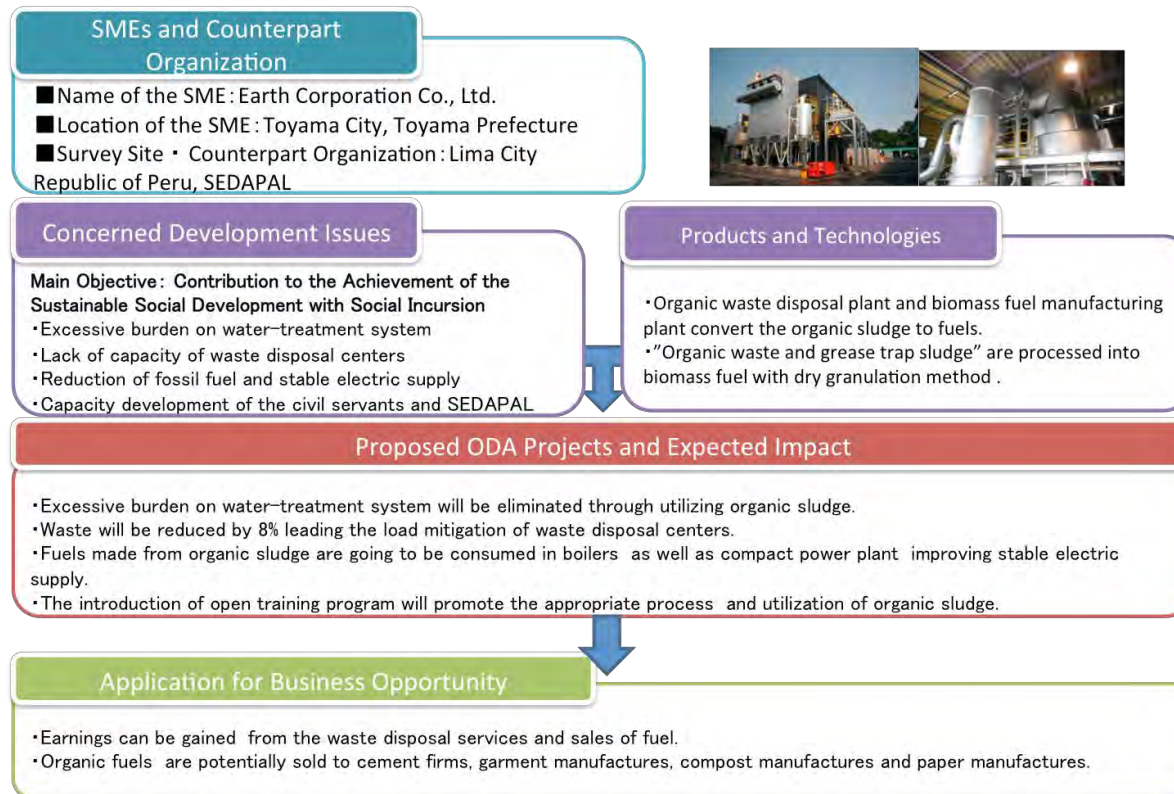 SMEs and Counterpart
Organization
■Name of the SME:Earth Corporation Co., Ltd.
■Location of the SME:Toyama City, Toyama Prefecture
■Survey Site・Counterpart Organization:Lima City
Republic of Peru, SEDAPAL
Concerned Development Issues
Main Objective: Contribution to the Achievement of the
Sustainable Social Development with Social Incursion
・Excessive burden on water-treatment system
・Lack of capacity of waste disposal centers
・Reduction of fossil fuel and stable electric supply
・Capacity development of the civil servants and SEDAPAL
Products and Technologies
・Organic waste disposal plant and biomass fuel manufacturing
plant convert the organic sludge to fuels.
・"Organic waste and grease trap sludge" are processed into
biomass fuel with dry granulation method .
Proposed ODA Projects and Expected Impact
・Excessive burden on water-treatment system will be eliminated through utilizing organic sludge.
・Waste will be reduced by 8% leading the load mitigation of waste disposal centers.
・Fuels made from organic sludge are going to be consumed in boilers as well as compact power plant improving stable electric
supply.
・The introduction of open training program will promote the appropriate process and utilization of organic sludge.
Application for Business Opportunity
・Earnings can be gained from the waste disposal services and sales of fuel.
・Organic fuels are potentially sold to cement firms, garment manufactures, compost manufactures and paper manufactures.